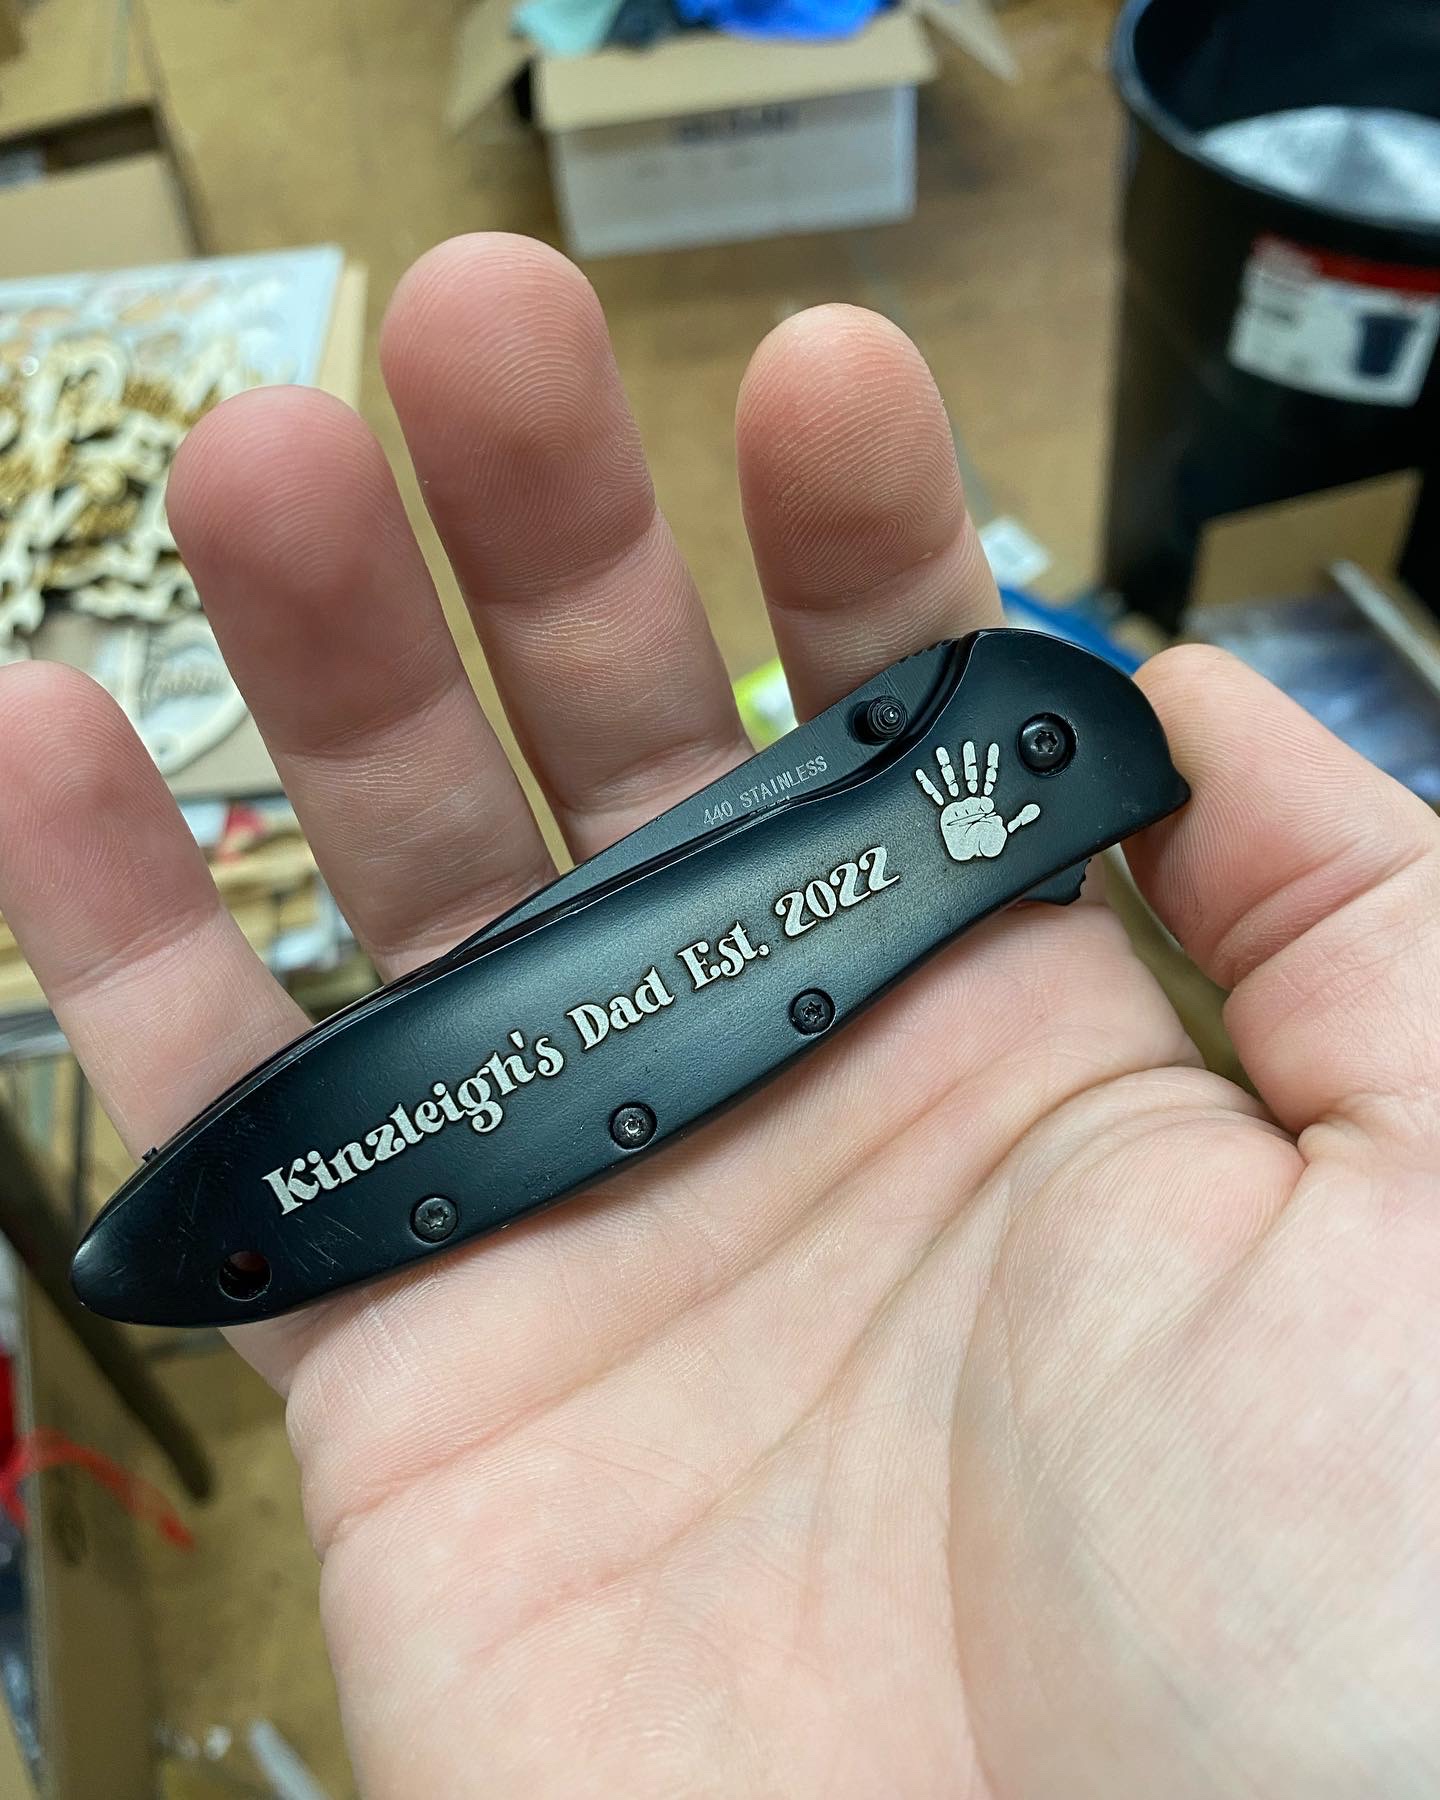 440 STAINLESS
Kinzleigh's Dad Est. 2022